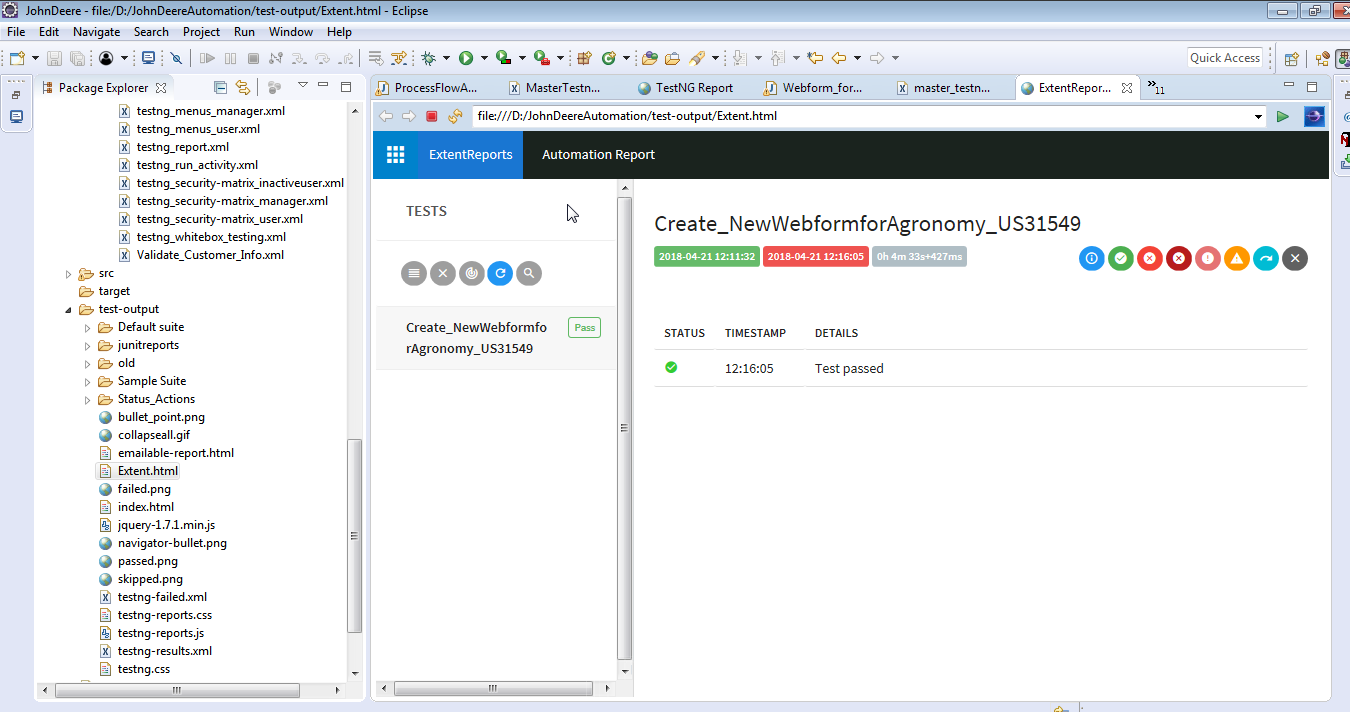 JohnDeere - file:/D:/JohnDeereAutomation/test-output/Extent.html - Eclipse
File Edit Navigate Search Project Run Window Help
Quick Access
Package Explorer
testng_menus_manager.xml
testng_menus_user.xml
testng_report.xml
testng_run_activity.xml
testng_security-matrix_inactiveuser.xml
testng_security-matrix_manager.xml
testng_security-matrix_user.xml
testng_whitebox_testing.xml
Validate_Customer_Info.xml
src
target
test-output
Default suite
junitreports
old
Sample Suite
Status_Actions
bullet_point.png
collapseall.gif
emailable-report.html
Extent.html
failed.png
index.html
jquery-1.7.1.min.js
navigator-bullet.png
passed.png
skipped.png
testng-failed.xml
testng-reports.css
testng-reports.js
testng-results.xml
testng.css
ProcessFlowA... MasterTestn... TestNG Report Webform_for... master_testn... ExtentRepor... »11
file:///D:/JohnDeereAutomation/test-output/Extent.html
ExtentReports Automation Report
TESTS
Create_NewWebformfo
rAgronomy_US31549
Pass
Create_NewWebformforAgronomy_US31549
2018-04-21 12:11:32 2018-04-21 12:16:05 0h 4m 33s+427ms
STATUS TIMESTAMP DETAILS
12:16:05 Test passed